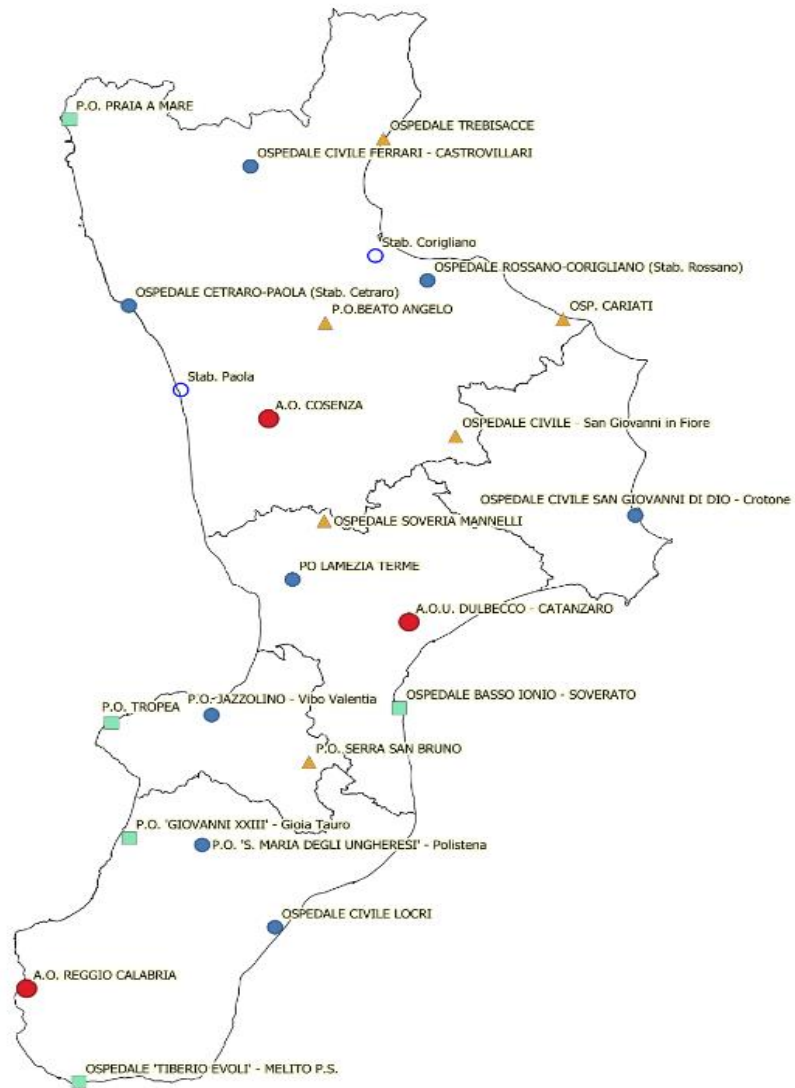 P.O. PRAIA A MARE
OSPEDALE TREBISACCE
OSPEDALE CIVILE FERRARI - CASTROVILLARI
Stab. Corigliano
OSPEDALE ROSSANO-CORIGLIANO (Stab. Rossano)
OSPEDALE CETRARO-PAOLA (Stab. Cetraro)
P.O.BEATO ANGELO
OSP. CARIATI
Stab. Paola
A.O. COSENZA
OSPEDALE CIVILE - San Giovanni in Fiore
OSPEDALE CIVILE SAN GIOVANNI DI DIO - Crotone
OSPEDALE SOVERIA MANNELLI
PO LAMEZIA TERME
A.O.U. DULBECCO - CATANZARO
OSPEDALE BASSO IONIO - SOVERATO
P.O. JAZZOLINO - Vibo Valentia
P.O. TROPEA
P.O. SERRA SAN BRUNO
P.O. 'GIOVANNI XXIII' - Gioia Tauro
P.O. 'S. MARIA DEGLI UNGHERESI' - Polistena
OSPEDALE CIVILE LOCRI
A.O. REGGIO CALABRIA
OSPEDALE 'TIBERIO EVOLI' - MELITO P.S.